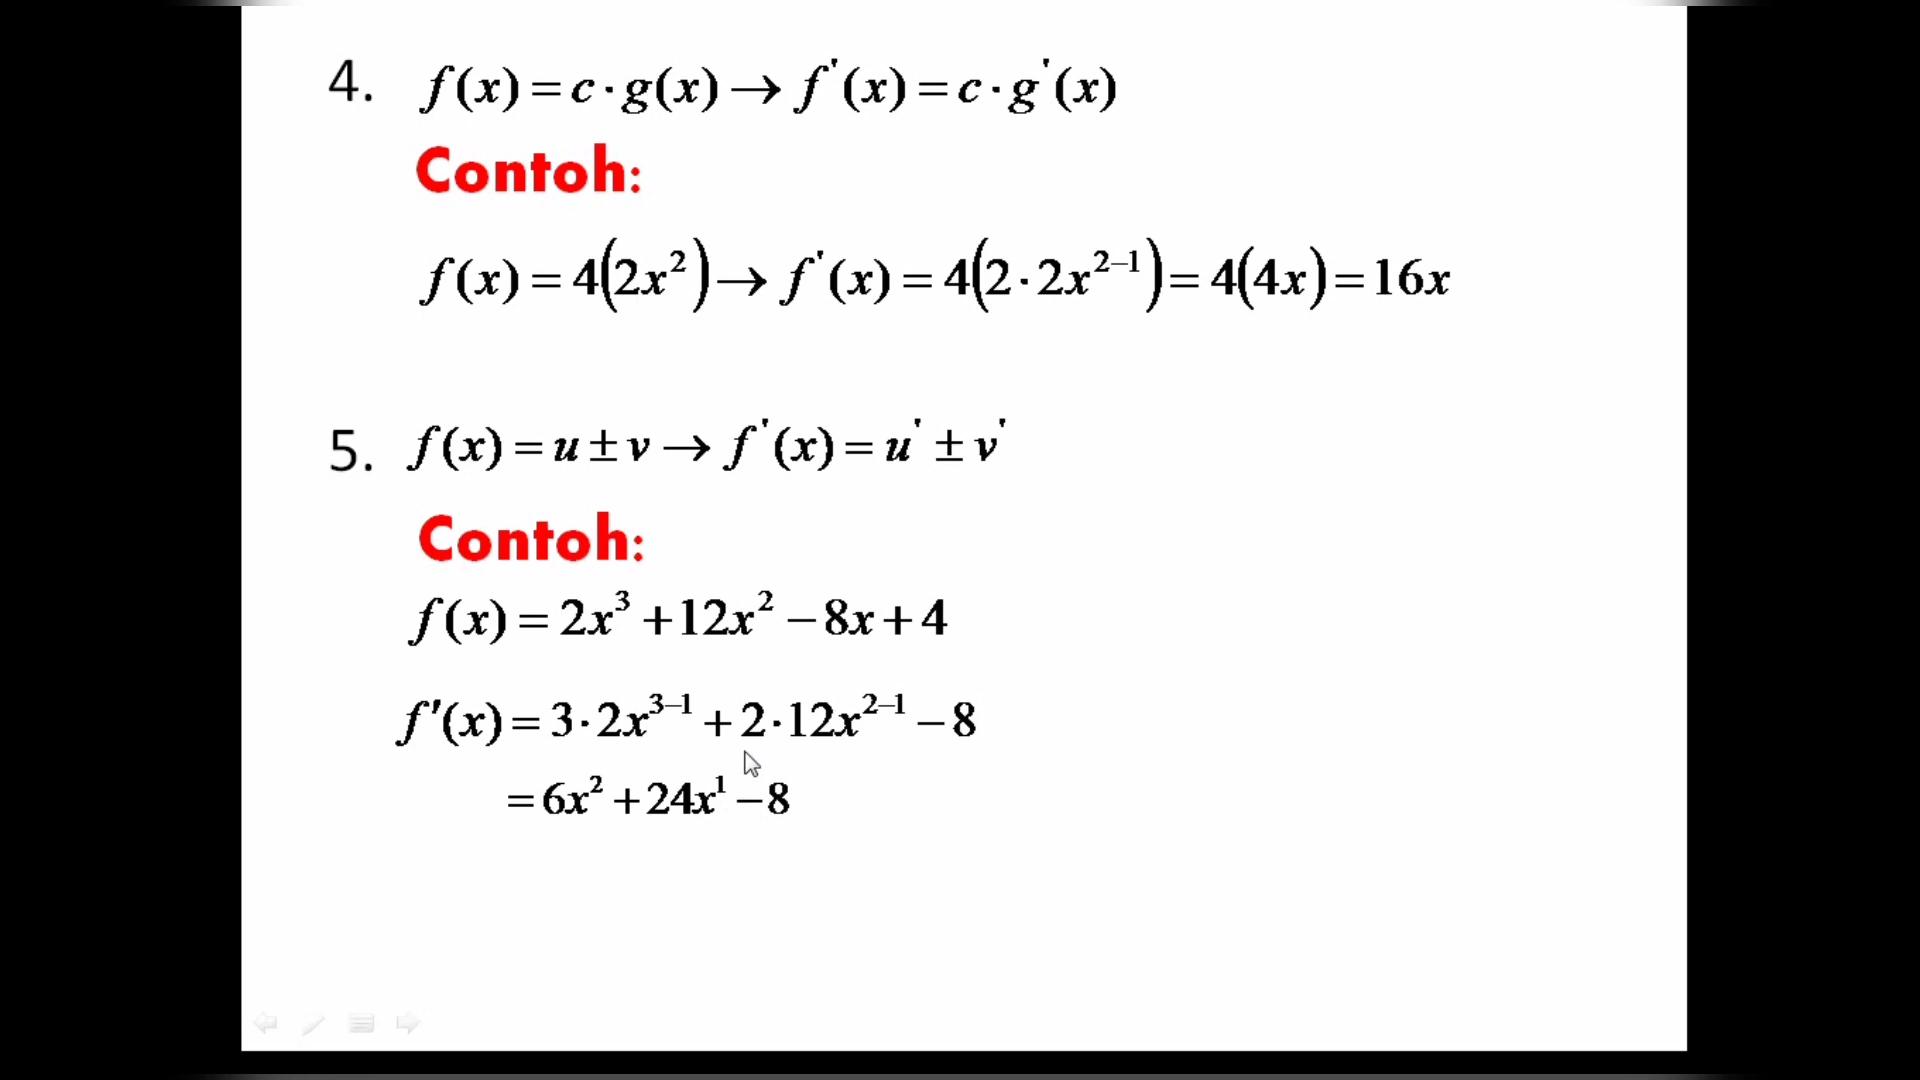 4. f(x) = c · g(x) → f'(x) = c · g'(x)
Contoh:
f(x) = 4(2x²) → f'(x) = 4(2 · 2x²⁻¹) = 4(4x) = 16x
5. f(x) = u ± v → f'(x) = u' ± v'
Contoh:
f(x) = 2x³ + 12x² − 8x + 4
f'(x) = 3 · 2x³⁻¹ + 2 · 12x²⁻¹ − 8
= 6x² + 24x¹ − 8